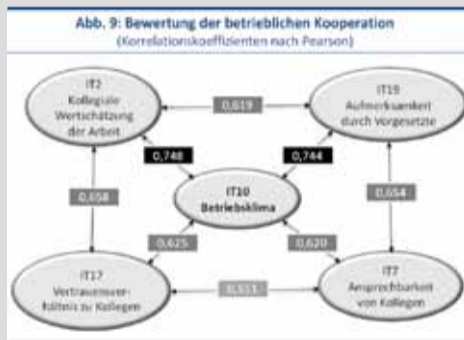 Abb. 9: Bewertung der betrieblichen Kooperation
(Korrelationskoeffizienten nach Pearson)
IT2
Kollegiale
Wertschätzung
der Arbeit
IT19
Aufmerksamkeit
durch Vorgesetzte
0,619
0,748
0,744
IT10
Betriebsklima
0,658
0,654
0,625
0,620
IT17
Vertrauensver-
hältnis zu Kollegen
IT7
Ansprechbarkeit
von Kollegen